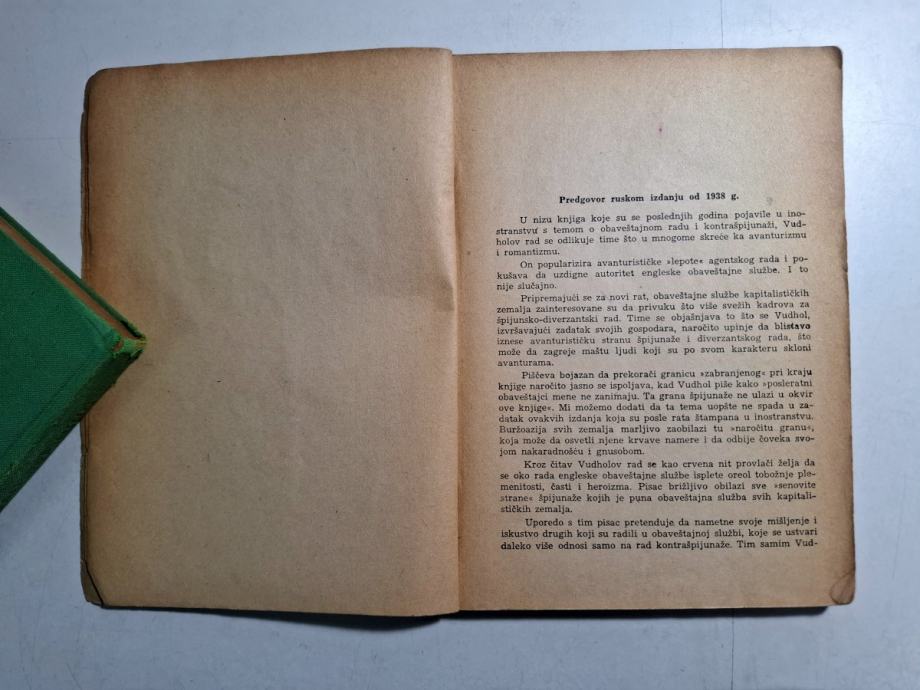 Predgovor ruskom izdanju od 1938 g.
U nizu knjiga koje su se poslednjih godina pojavile u ino-
stranstvu s temom o obaveštajnom radu i kontrašpijunaži, Vud-
holov rad se odlikuje time što u mnogome skreće ka avanturizmu
i romantizmu.
On popularizira avanturističke »lepote« agentskog rada i po-
kušava da uzdigne autoritet engleske obaveštajne službe. I to
nije slučajno.
Pripremajući se za novi rat, obaveštajne službe kapitalističkih
zemalja zainteresovane su da privuku što više svežih kadrova za
špijunsko-diverzantski rad. Time se objašnjava to što se Vudhol,
izvršavajući zadatak svojih gospodara, naročito upinje da blistavo
iznese avanturističku stranu špijunaže i diverzantskog rada, što
može da zagreje maštu ljudi koji su po svom karakteru skloni
avanturama.
Piščeva bojazan da prekorači granicu »zabranjenog« pri kraju
knjige naročito jasno se ispoljava, kad Vudhol piše kako »posleratni
obaveštajci mene ne zanimaju. Ta grana špijunaže ne ulazi u okvir
ove knjige«. Mi možemo dodati da ta tema uopšte ne spada u za-
datak ovakvih izdanja koja su posle rata štampana u inostranstvu.
Buržoazija svih zemalja marljivo zaobilazi tu »naročitu granu«,
koja može da osvetli njene krvave namere i da odbije čoveka svo-
jom nakaradnošću i gnusobom.
Kroz čitav Vudholov rad se kao crvena nit provlači želja da
se oko rada engleske obaveštajne službe isplete oreol tobožnje ple-
menitosti, časti i heroizma. Pisac brižljivo obilazi sve »senovite
strane« špijunaže kojih je puna obaveštajna služba svih kapitali-
stičkih zemalja.
Uporedo s tim pisac pretenduje da nametne svoje mišljenje i
iskustvo drugih koji su radili u obaveštajnoj službi, koje se ustvari
daleko više odnosi samo na rad kontrašpijunaže. Tim samim Vud-